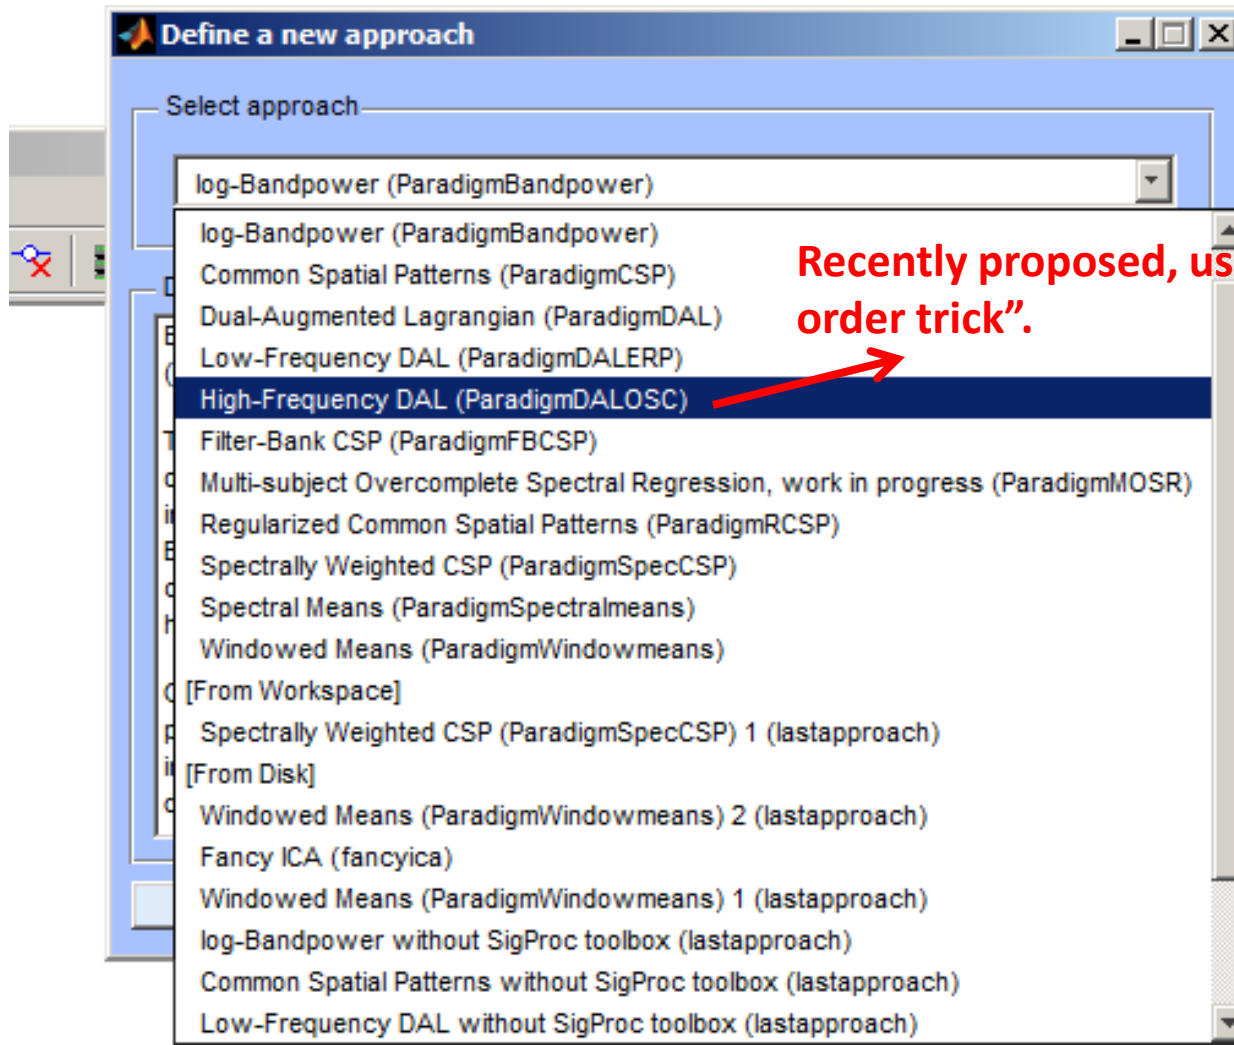 Define a new approach
Select approach
log-Bandpower (ParadigmBandpower)
log-Bandpower (ParadigmBandpower)
Common Spatial Patterns (ParadigmCSP)
Dual-Augmented Lagrangian (ParadigmDAL)
Low-Frequency DAL (ParadigmDALERP)
High-Frequency DAL (ParadigmDALOSC)
Filter-Bank CSP (ParadigmFBCSP)
Multi-subject Overcomplete Spectral Regression, work in progress (ParadigmMOSR)
Regularized Common Spatial Patterns (ParadigmRCSP)
Spectrally Weighted CSP (ParadigmSpecCSP)
Spectral Means (ParadigmSpectralmeans)
Windowed Means (ParadigmWindowmeans)
[From Workspace]
Spectrally Weighted CSP (ParadigmSpecCSP) 1 (lastapproach)
[From Disk]
Windowed Means (ParadigmWindowmeans) 2 (lastapproach)
Fancy ICA (fancyica)
Windowed Means (ParadigmWindowmeans) 1 (lastapproach)
log-Bandpower without SigProc toolbox (lastapproach)
Common Spatial Patterns without SigProc toolbox (lastapproach)
Low-Frequency DAL without SigProc toolbox (lastapproach)
Recently proposed, us
order trick”.